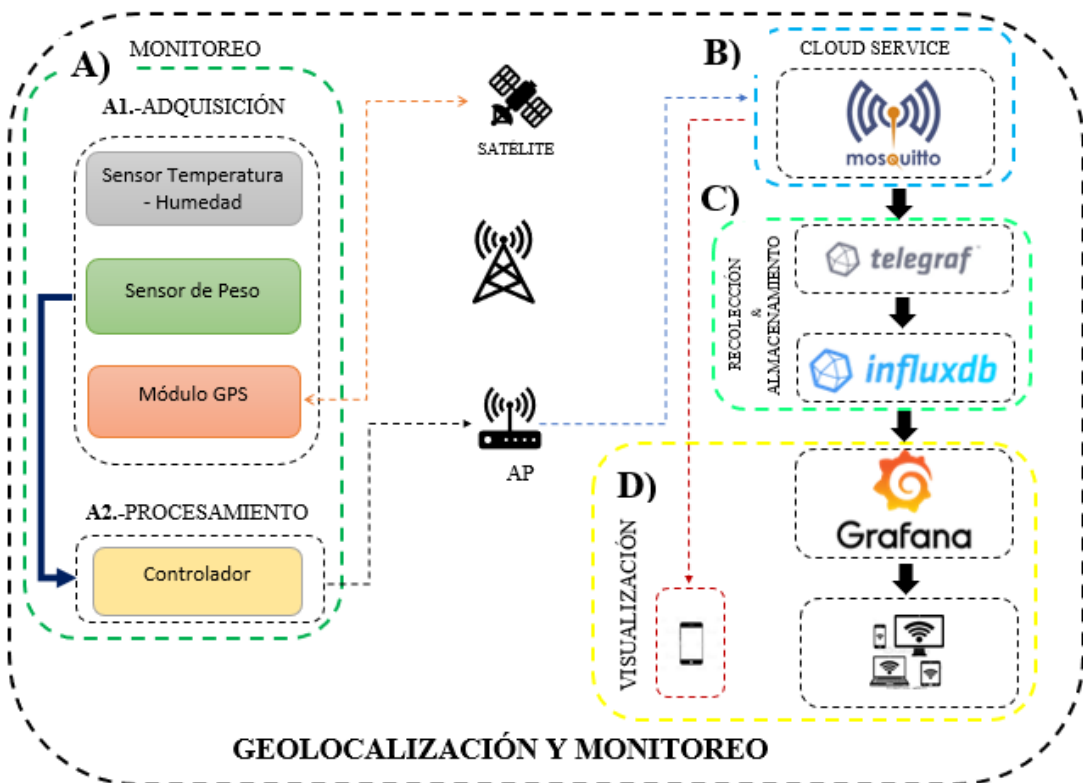 A)
MONITOREO
A1.-ADQUISICIÓN
Sensor Temperatura
- Humedad
Sensor de Peso
Módulo GPS
A2.-PROCESAMIENTO
Controlador
SATÉLITE
AP
B)
CLOUD SERVICE
mosquitto
C)
RECOLECCIÓN
&
ALMACENAMIENTO
telegraf
influxdb
D)
VISUALIZACIÓN
Grafana
GEOLOCALIZACIÓN Y MONITOREO